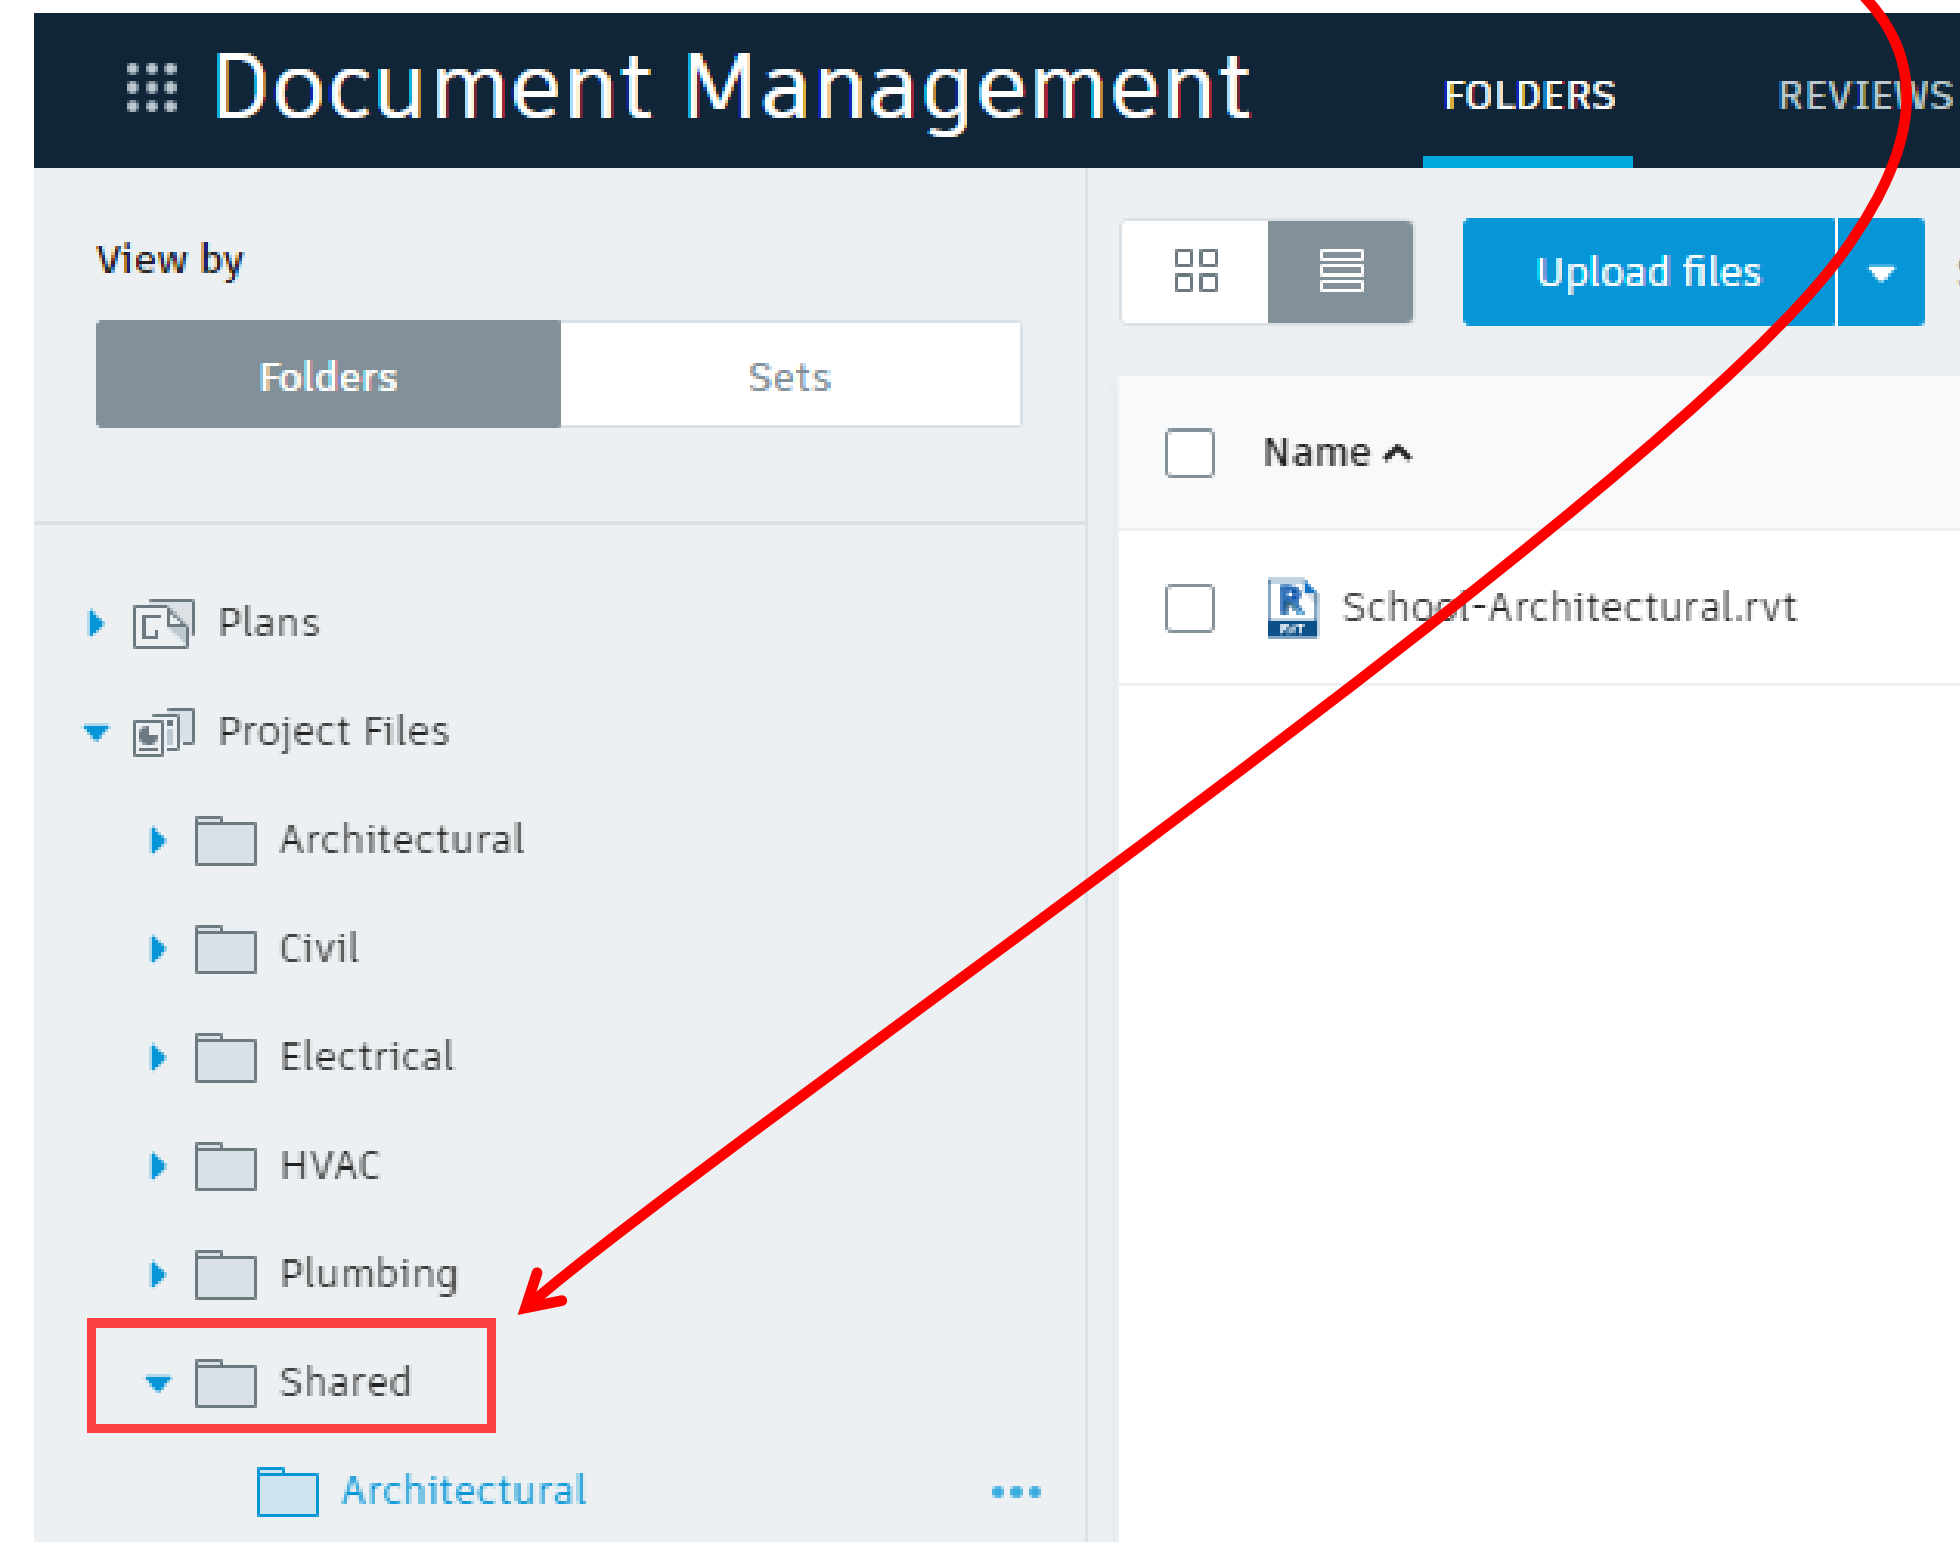 Document Management
FOLDERS
REVIEWS
View by
Folders
Sets
Upload files
Name
School-Architectural.rvt
Plans
Project Files
Architectural
Civil
Electrical
HVAC
Plumbing
Shared
Architectural